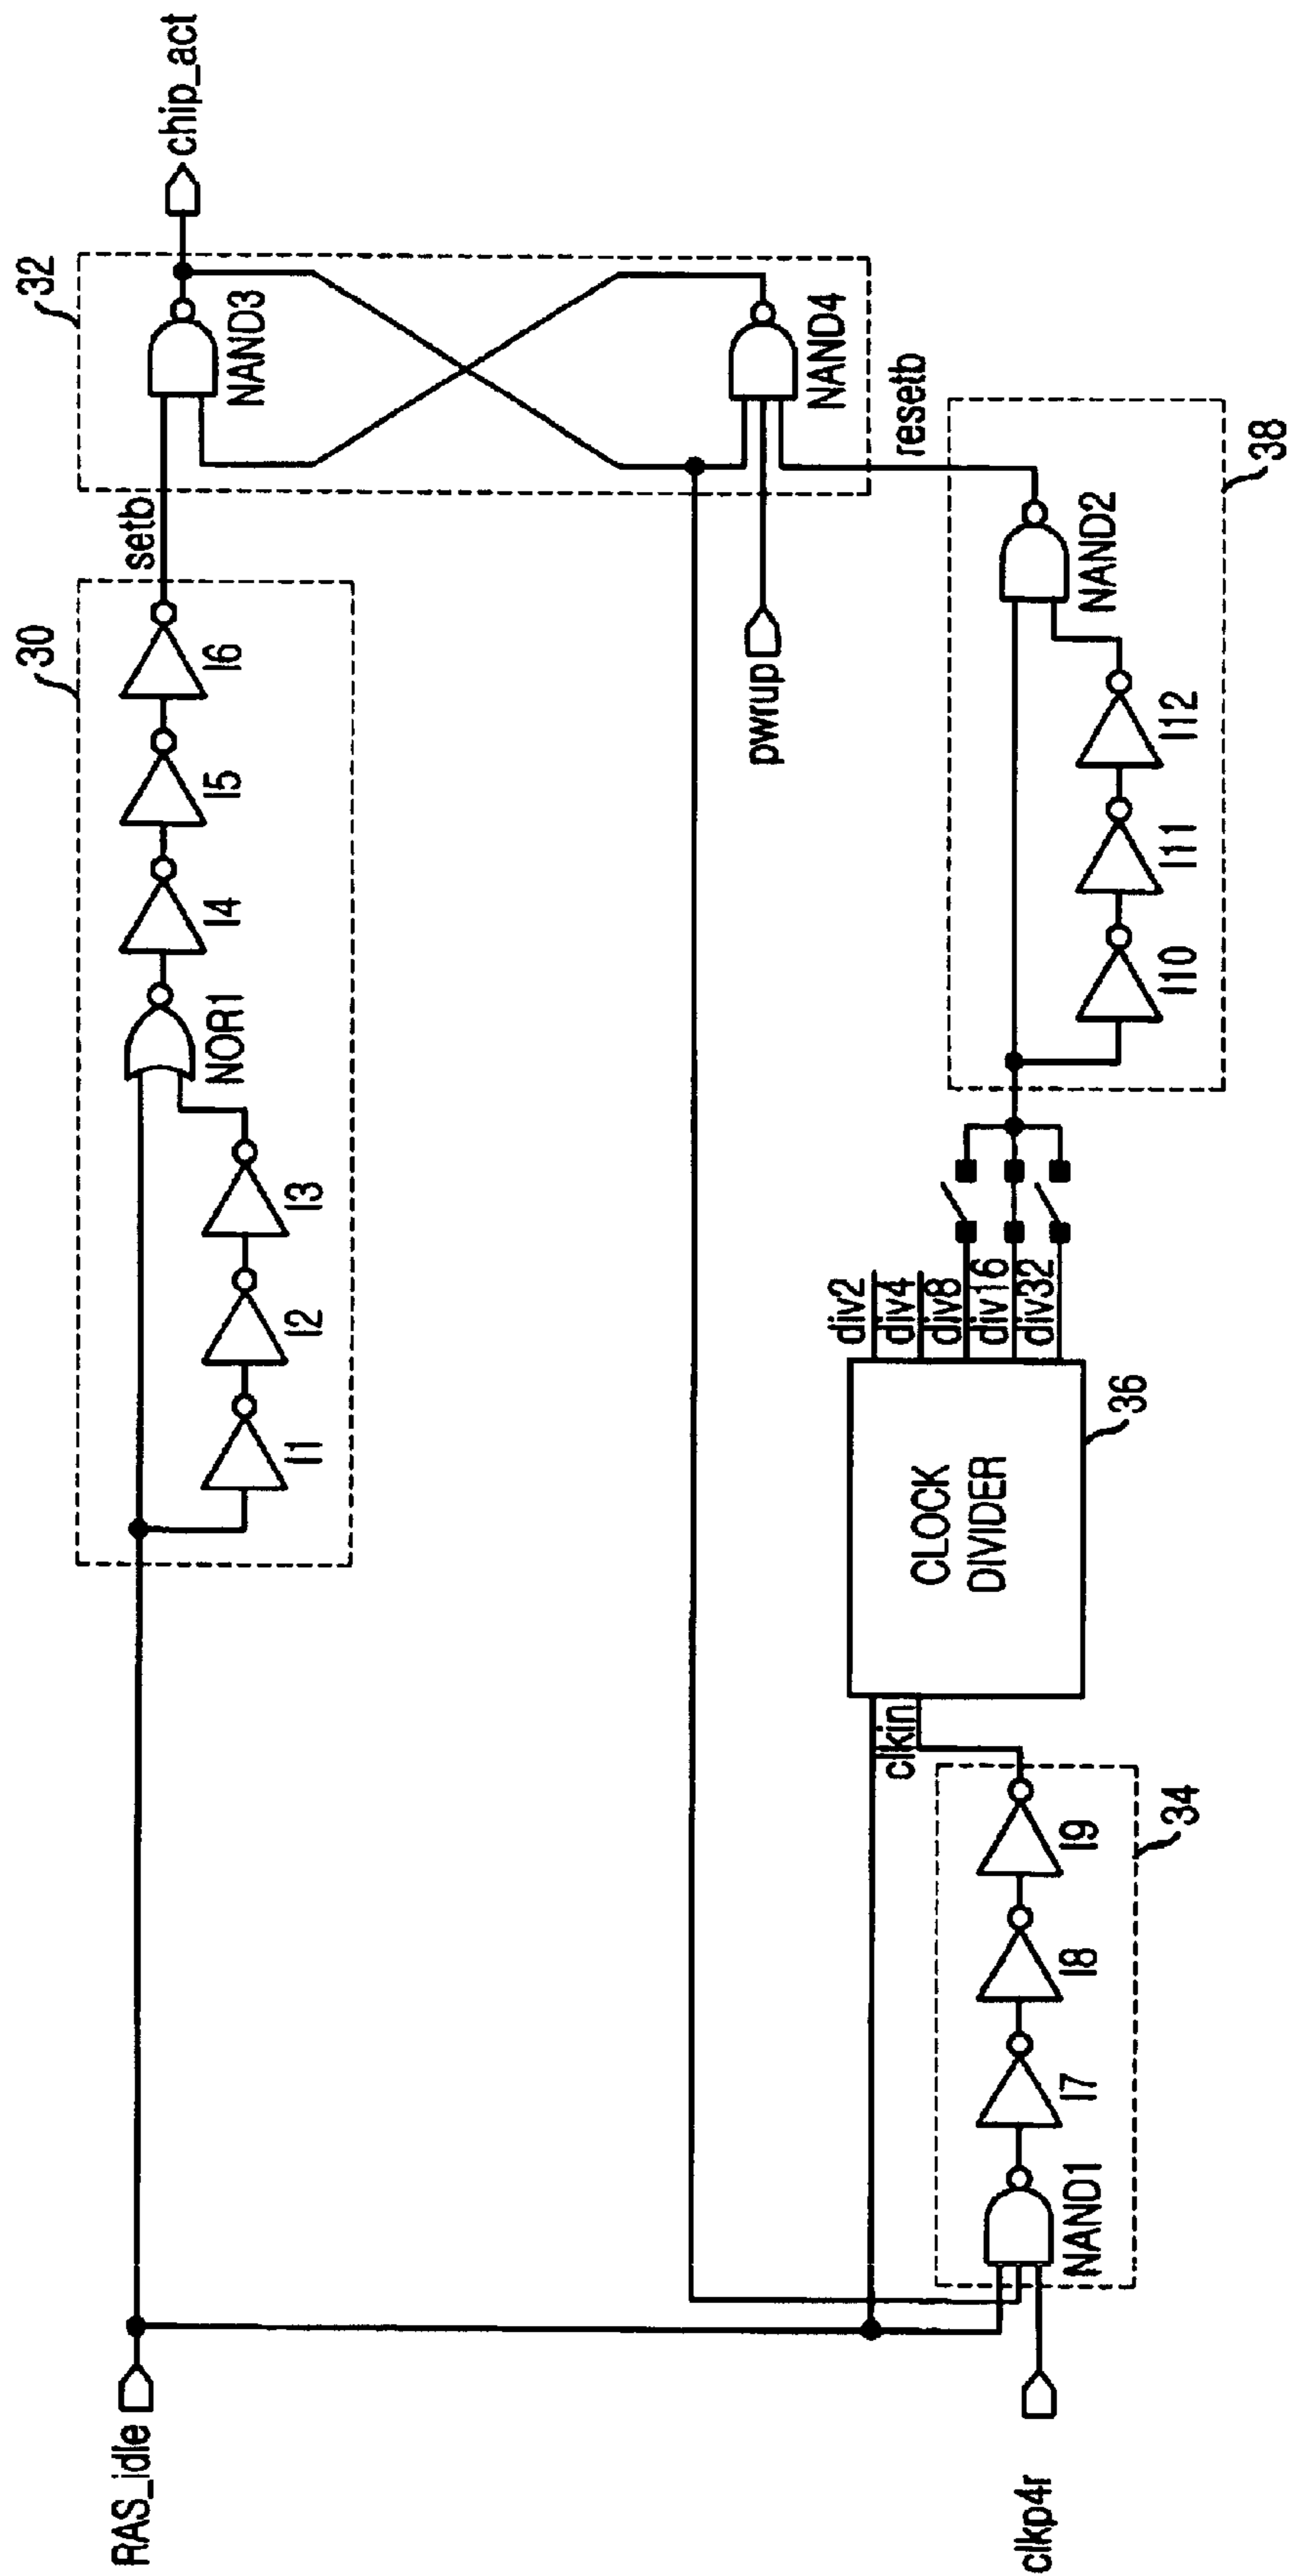 RAS_idle
30
I1
I2
I3
NOR1
I4
I5
I6
setb
32
NAND3
chip_act
pwrup
NAND4
resetb
clkp4r
NAND1
I7
I8
I9
34
clkin
CLOCK
DIVIDER
36
div2
div4
div8
div16
div32
I10
I11
I12
NAND2
38